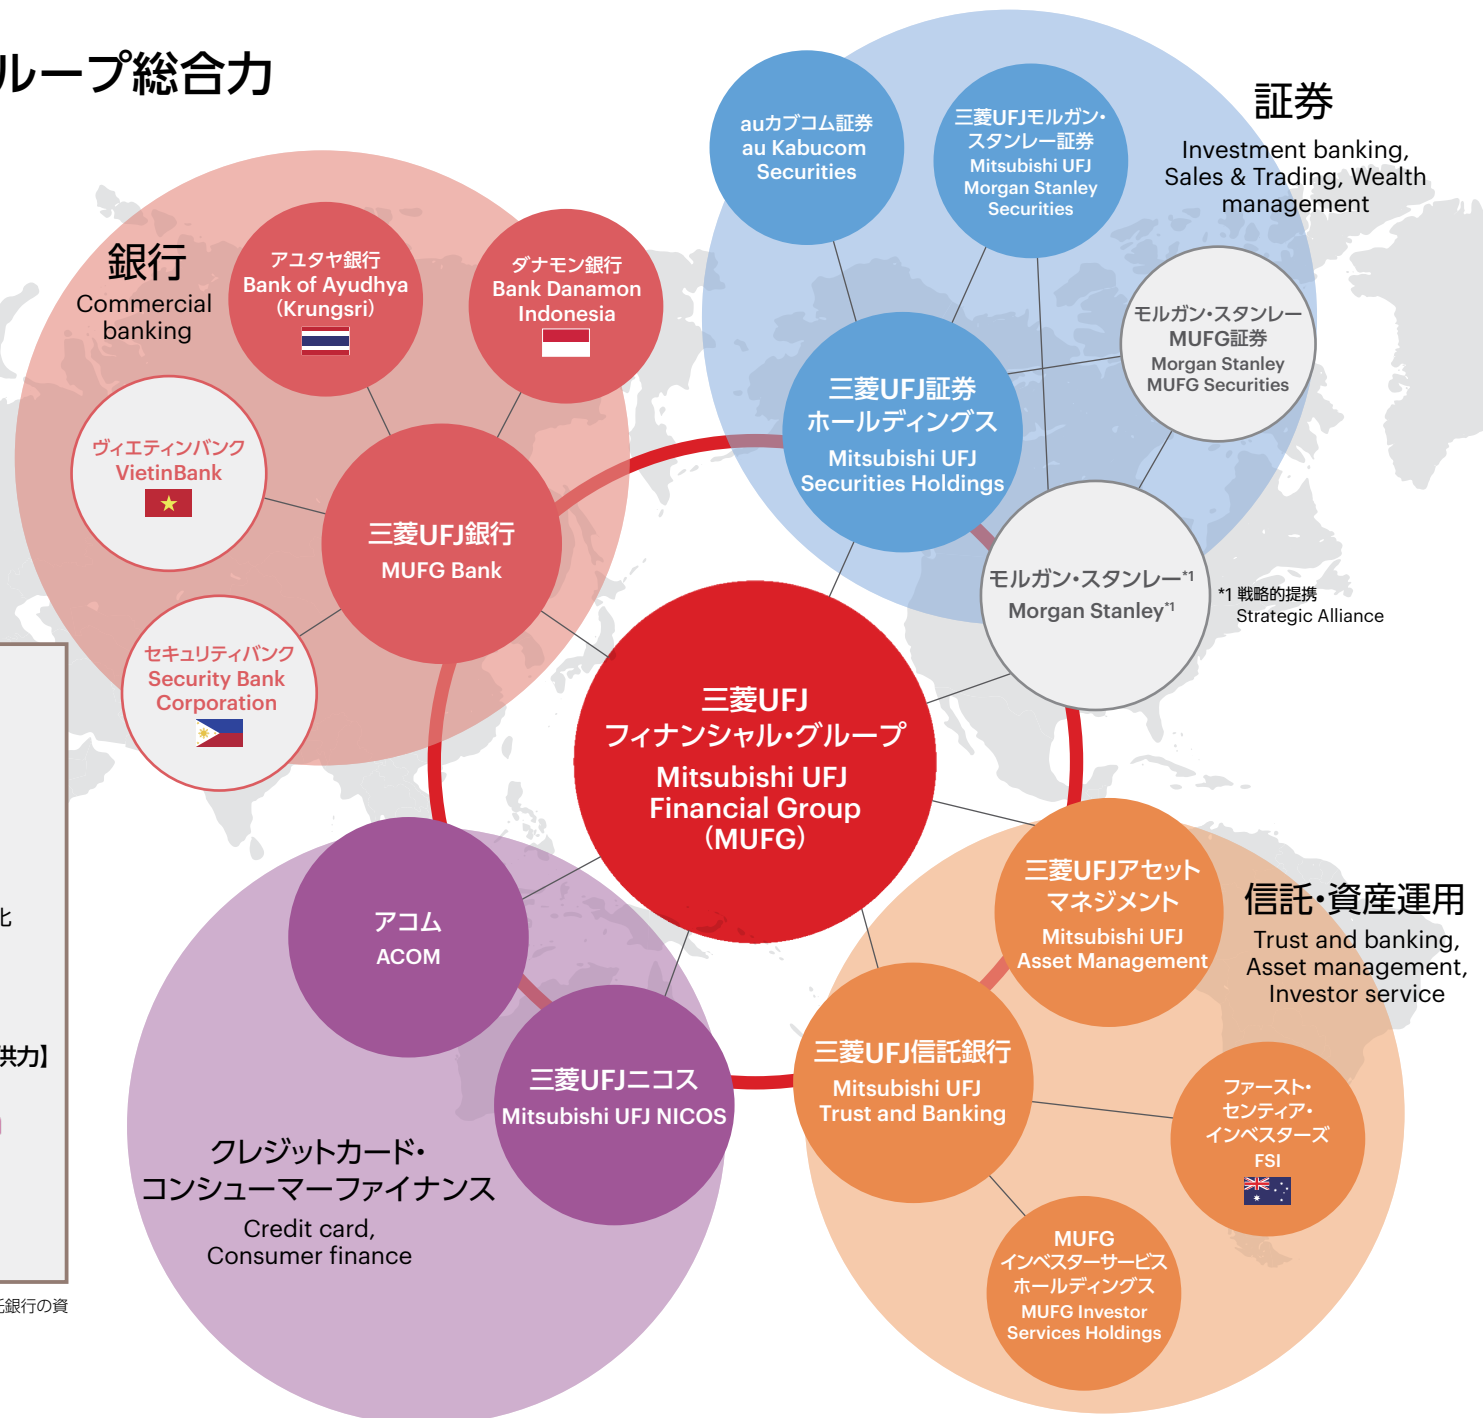 ループ総合力
銀行
Commercial
banking
アユタヤ銀行
Bank of Ayudhya
(Krungsri)
ダナモン銀行
Bank Danamon
Indonesia
ヴィエティンバンク
VietinBank
セキュリティバンク
Security Bank
Corporation
三菱UFJ銀行
MUFG Bank
証券
Investment banking,
Sales & Trading, Wealth
management
auカブコム証券
au Kabucom
Securities
三菱UFJモルガン・
スタンレー証券
Mitsubishi UFJ
Morgan Stanley
Securities
モルガン・スタンレー
MUFG証券
Morgan Stanley
MUFG Securities
三菱UFJ証券
ホールディングス
Mitsubishi UFJ
Securities Holdings
モルガン・スタンレー*1
Morgan Stanley*1
*1 戦略的提携
Strategic Alliance
三菱UFJ
フィナンシャル・グループ
Mitsubishi UFJ
Financial Group
(MUFG)
アコム
ACOM
三菱UFJニコス
Mitsubishi UFJ NICOS
クレジットカード・
コンシューマーファイナンス
Credit card,
Consumer finance
三菱UFJアセット
マネジメント
Mitsubishi UFJ
Asset Management
信託・資産運用
Trust and banking,
Asset management,
Investor service
三菱UFJ信託銀行
Mitsubishi UFJ
Trust and Banking
ファースト・
センティア・
インベスターズ
FSI
MUFG
インベスターサービス
ホールディングス
MUFG Investor
Services Holdings
供力】
託銀行の資